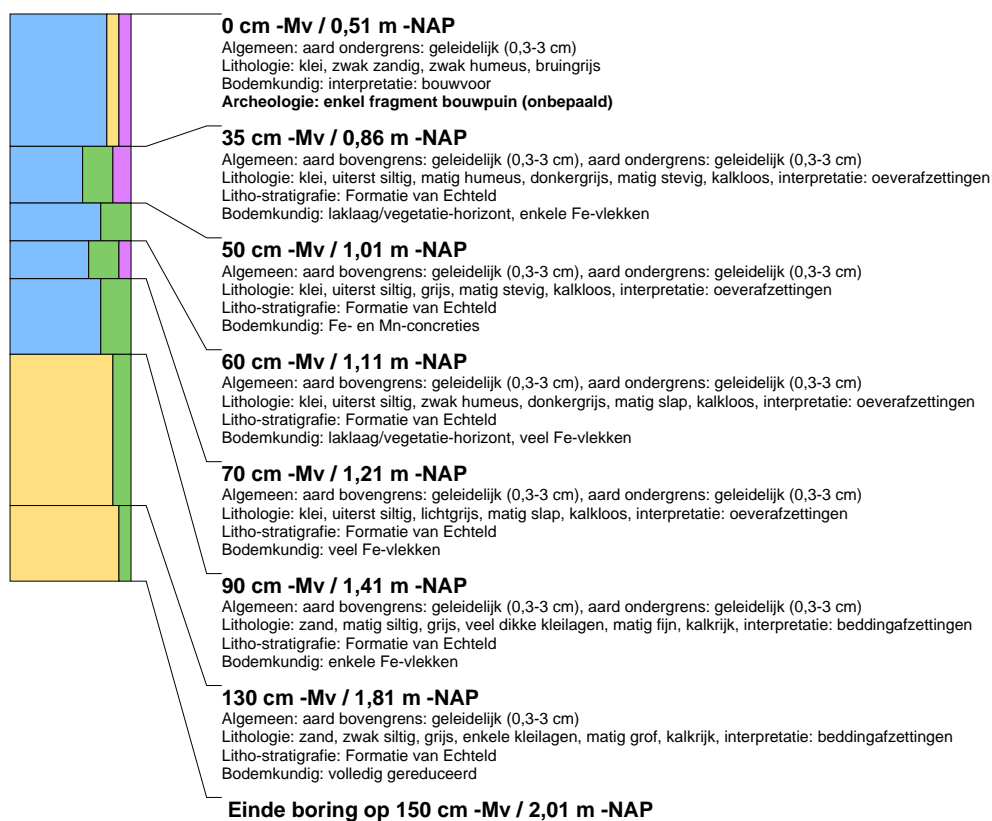 0 cm -Mv / 0,51 m -NAP
Algemeen: aard ondergrens: geleidelijk (0,3-3 cm)
Lithologie: klei, zwak zandig, zwak humeus, bruingrijs
Bodemkundig: interpretatie: bouwvoor
Archeologie: enkel fragment bouwpuin (onbepaald)
35 cm -Mv / 0,86 m -NAP
Algemeen: aard bovengrens: geleidelijk (0,3-3 cm), aard ondergrens: geleidelijk (0,3-3 cm)
Lithologie: klei, uiterst siltig, matig humeus, donkergrijs, matig stevig, kalkloos, interpretatie: oeverafzettingen
Litho-stratigrafie: Formatie van Echteld
Bodemkundig: laklaag/vegetatie-horizont, enkele Fe-vlekken
50 cm -Mv / 1,01 m -NAP
Algemeen: aard bovengrens: geleidelijk (0,3-3 cm), aard ondergrens: geleidelijk (0,3-3 cm)
Lithologie: klei, uiterst siltig, grijs, matig stevig, kalkloos, interpretatie: oeverafzettingen
Litho-stratigrafie: Formatie van Echteld
Bodemkundig: Fe- en Mn-concreties
60 cm -Mv / 1,11 m -NAP
Algemeen: aard bovengrens: geleidelijk (0,3-3 cm), aard ondergrens: geleidelijk (0,3-3 cm)
Lithologie: klei, uiterst siltig, zwak humeus, donkergrijs, matig slap, kalkloos, interpretatie: oeverafzettingen
Litho-stratigrafie: Formatie van Echteld
Bodemkundig: laklaag/vegetatie-horizont, veel Fe-vlekken
70 cm -Mv / 1,21 m -NAP
Algemeen: aard bovengrens: geleidelijk (0,3-3 cm), aard ondergrens: geleidelijk (0,3-3 cm)
Lithologie: klei, uiterst siltig, lichtgrijs, matig slap, kalkloos, interpretatie: oeverafzettingen
Litho-stratigrafie: Formatie van Echteld
Bodemkundig: veel Fe-vlekken
90 cm -Mv / 1,41 m -NAP
Algemeen: aard bovengrens: geleidelijk (0,3-3 cm), aard ondergrens: geleidelijk (0,3-3 cm)
Lithologie: zand, matig siltig, grijs, veel dikke kleilagen, matig fijn, kalkrijk, interpretatie: beddingafzettingen
Litho-stratigrafie: Formatie van Echteld
Bodemkundig: enkele Fe-vlekken
130 cm -Mv / 1,81 m -NAP
Algemeen: aard bovengrens: geleidelijk (0,3-3 cm)
Lithologie: zand, zwak siltig, grijs, enkele kleilagen, matig grof, kalkrijk, interpretatie: beddingafzettingen
Litho-stratigrafie: Formatie van Echteld
Bodemkundig: volledig gereduceerd
Einde boring op 150 cm -Mv / 2,01 m -NAP